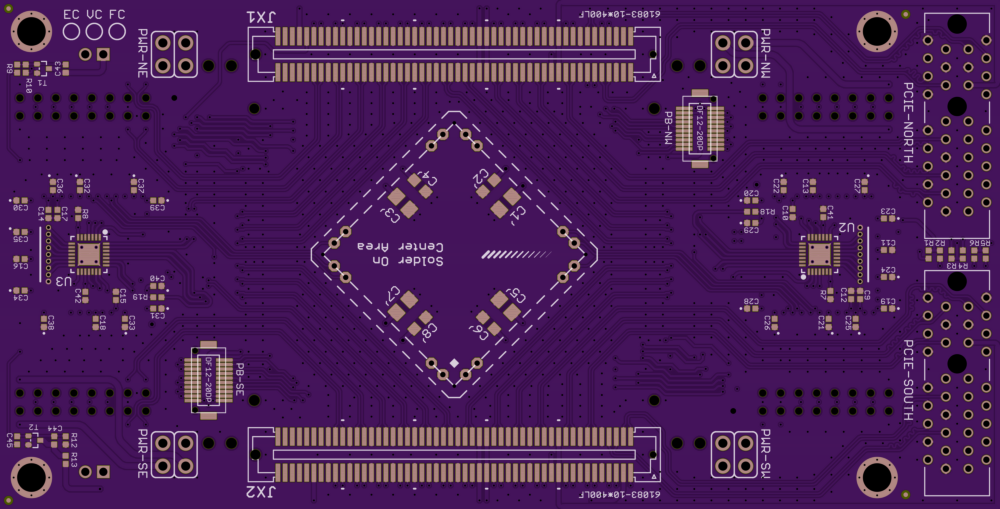 EC VC FC
JX1
61083-10*400LF
PWR-NE
PWR-NW
R9
R10
T1
C43
PB-NW
DF12-20DP
PCIE-NORTH
C36
C32
C37
C30
C39
C14
C17
R8
C35
C16
C34
U3
C42
C15
C40
R19
C31
C38
C18
C33
C4
C2
C3
C1
Solder On
Center Area
C7
C5
C8
C6
C22
C13
C27
C20
R18
C29
C10
C41
C23
U2
C11
C24
R7
C12
C9
C28
C19
C26
C21
C25
R1
R2
R5
R6
R4
R3
PB-SE
DF12-20DP
PCIE-SOUTH
C45
T2
C44
R12
R13
PWR-SE
PWR-SW
JX2
61083-10*400LF